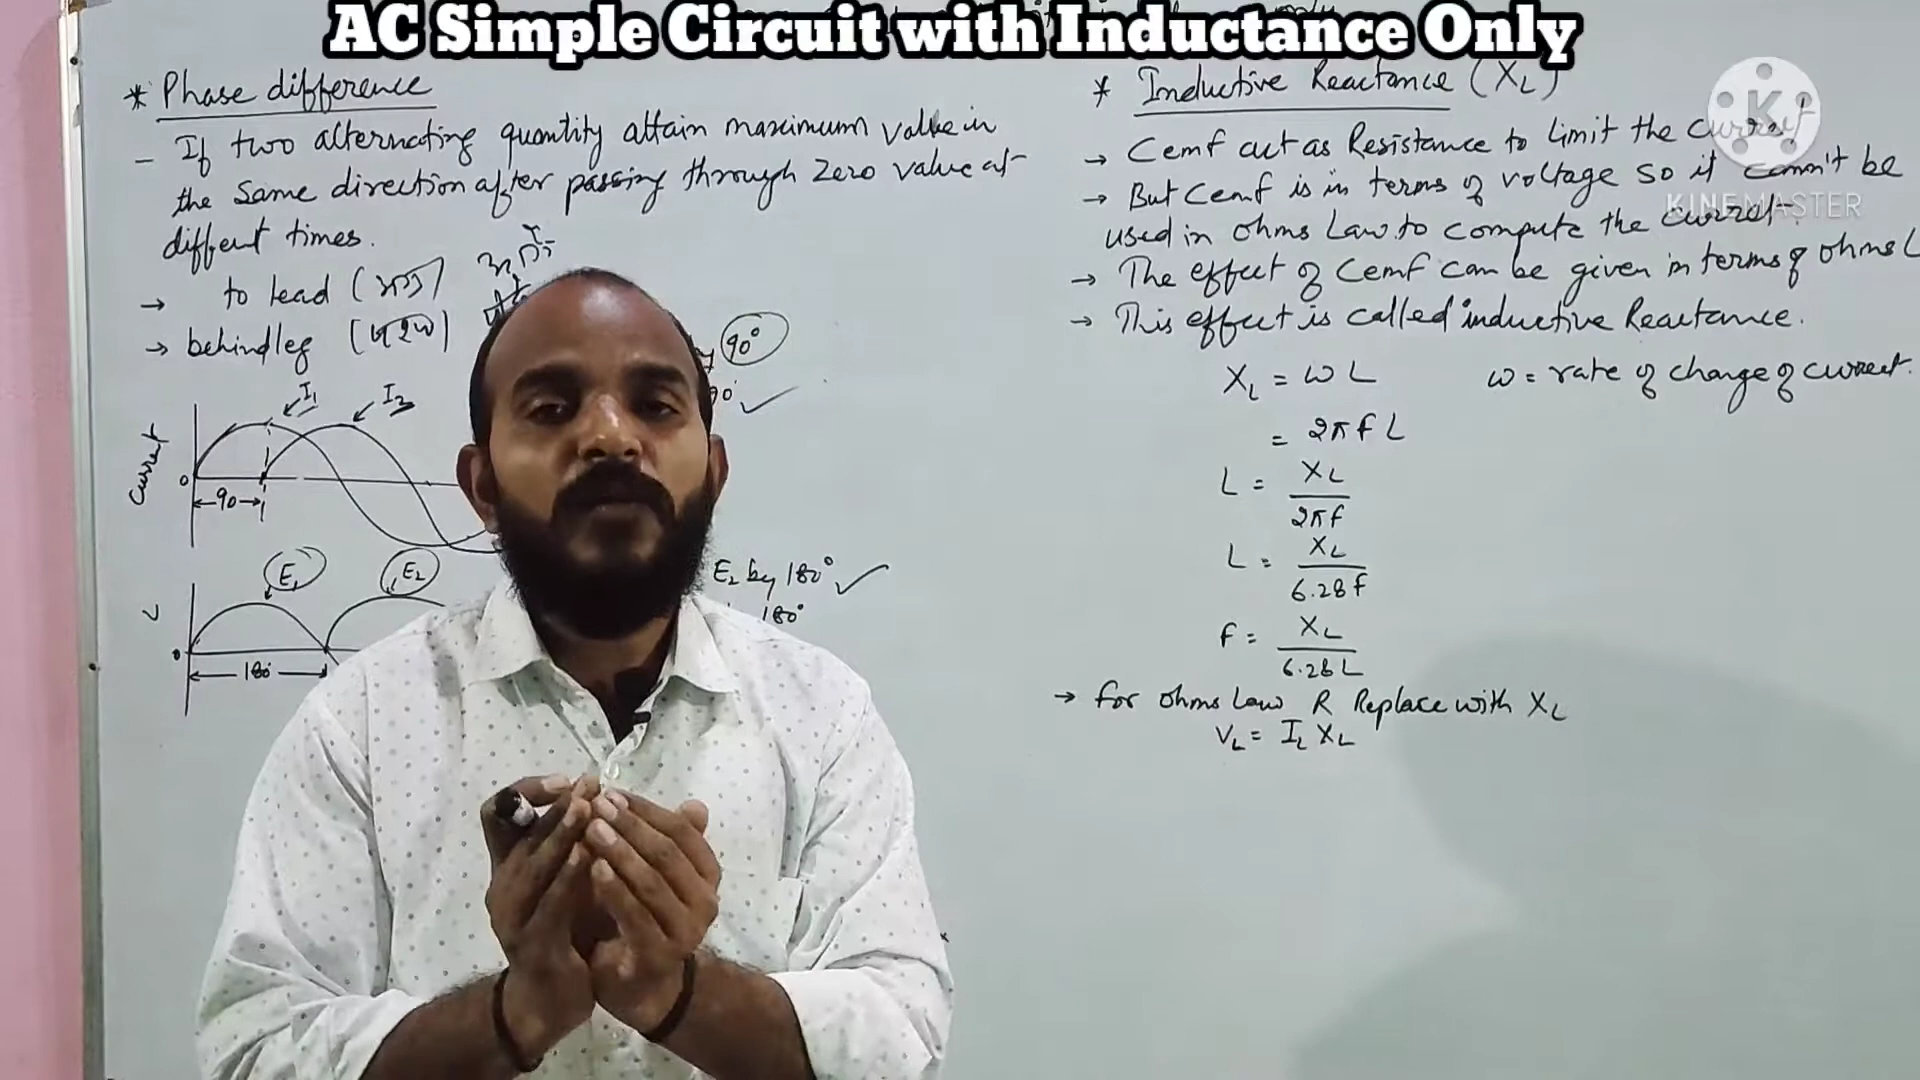 AC Simple Circuit with Inductance Only
* Phase difference
- If two alternating quantity attain maximum value in
the same direction after passing through zero value at
diffent times.
→ to lead (
→ behind leg (
90°
90° ✓
I₁
I₂
Current
0
90
E₁
E₂
0
180
E₂ by 180° ✓
180°
* Inductive Reactance (XL)
→ Cemf act as Resistance to limit the current
→ But Cemf is in terms of voltage so it cann't be
used in ohms Law to compute the current.
→ The effect of Cemf can be given in terms of ohms L
→ This effect is called inductive Reactance.
XL = ω L ω = rate of change of current.
= 2π f L
L = XL / 2πf
L = XL / 6.28f
f = XL / 6.28L
→ for ohms Law R Replace with XL
VL = IL XL
K
KINEMASTER